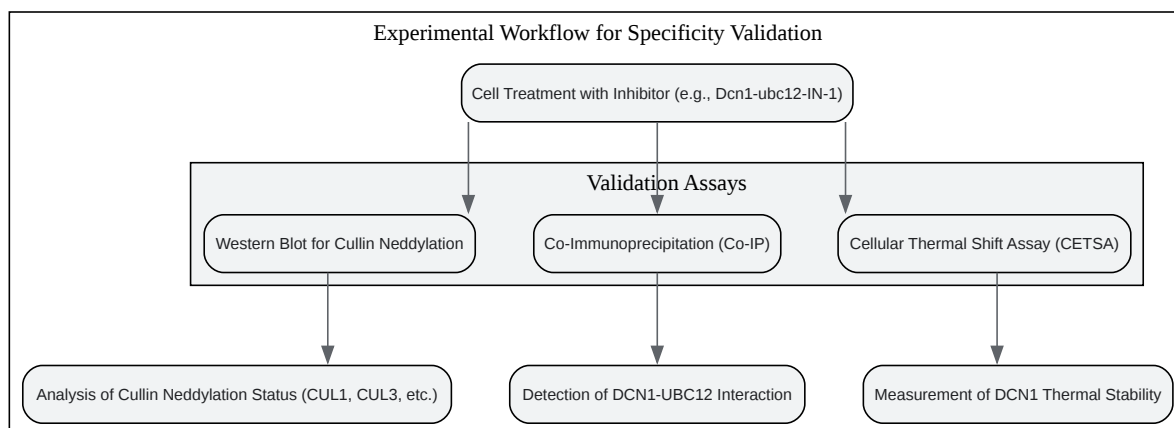 Experimental Workflow for Specificity Validation
Cell Treatment with Inhibitor (e.g., Dcn1-ubc12-IN-1)
Validation Assays
Western Blot for Cullin Neddylation
Co-Immunoprecipitation (Co-IP)
Cellular Thermal Shift Assay (CETSA)
Analysis of Cullin Neddylation Status (CUL1, CUL3, etc.)
Detection of DCN1-UBC12 Interaction
Measurement of DCN1 Thermal Stability